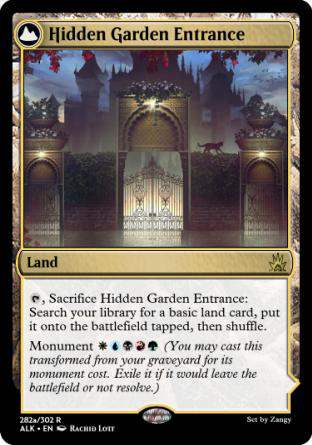 Hidden Garden Entrance
Land
, Sacrifice Hidden Garden Entrance:
Search your library for a basic land card, put
it onto the battlefield tapped, then shuffle.
Monument (You may cast this
transformed from your graveyard for its
monument cost. Exile it if it would leave the
battlefield or not resolve.)
282a/302 R
Set by Zangy
ALK • EN Rachid Lotf